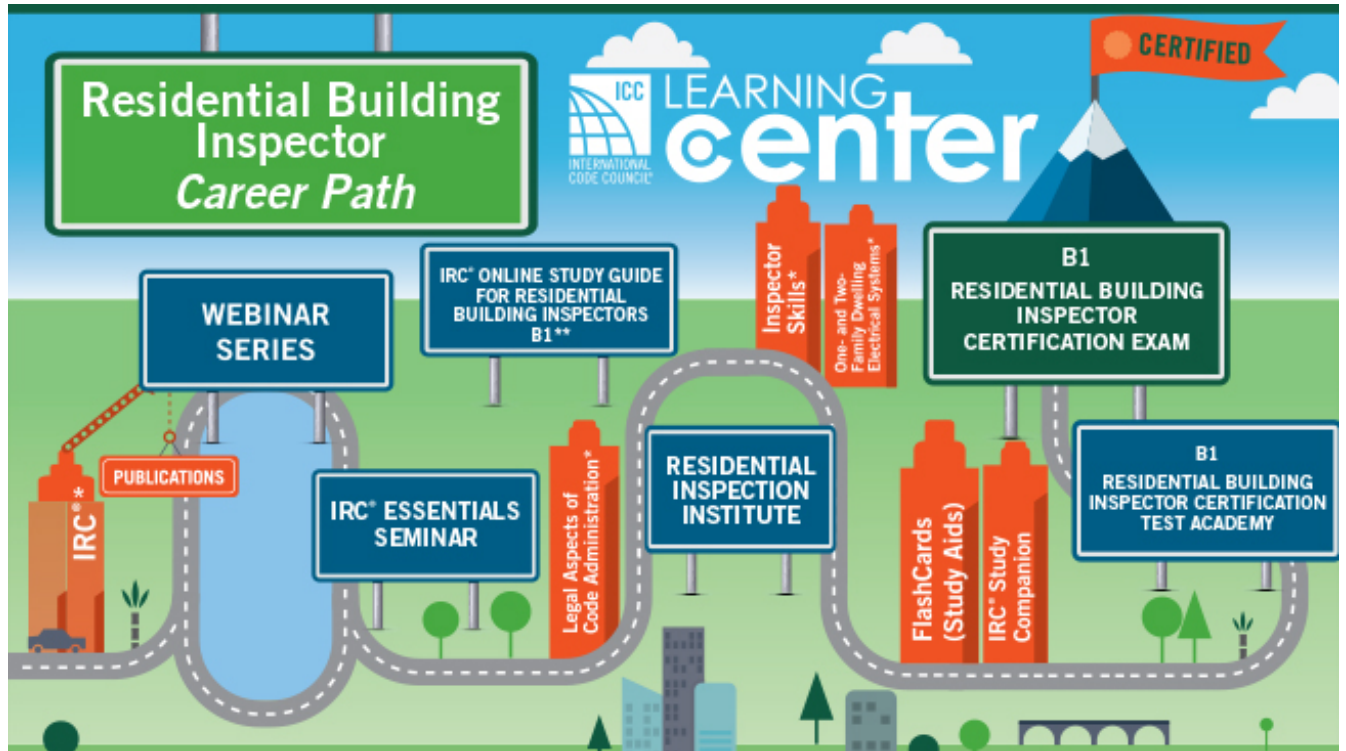 Residential Building
Inspector
Career Path
ICC
INTERNATIONAL
CODE COUNCIL®
LEARNING
center
CERTIFIED
WEBINAR
SERIES
IRC® ONLINE STUDY GUIDE
FOR RESIDENTIAL
BUILDING INSPECTORS
B1**
Inspector
Skills*
One- and Two-
Family Dwelling
Electrical Systems*
B1
RESIDENTIAL BUILDING
INSPECTOR
CERTIFICATION EXAM
IRC®*
PUBLICATIONS
IRC® ESSENTIALS
SEMINAR
Legal Aspects of
Code Administration*
RESIDENTIAL
INSPECTION
INSTITUTE
FlashCards
(Study Aids)
IRC® Study
Companion
B1
RESIDENTIAL BUILDING
INSPECTOR CERTIFICATION
TEST ACADEMY